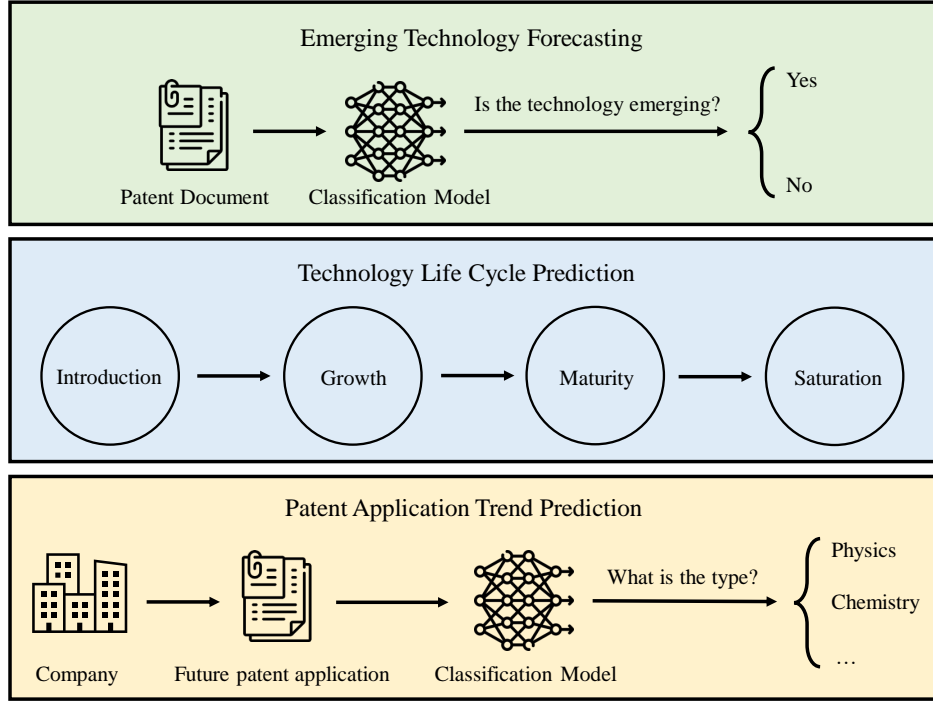 Emerging Technology Forecasting
Is the technology emerging?
Yes
No
Patent Document
Classification Model
Technology Life Cycle Prediction
Introduction
Growth
Maturity
Saturation
Patent Application Trend Prediction
What is the type?
Physics
Chemistry
…
Company
Future patent application
Classification Model